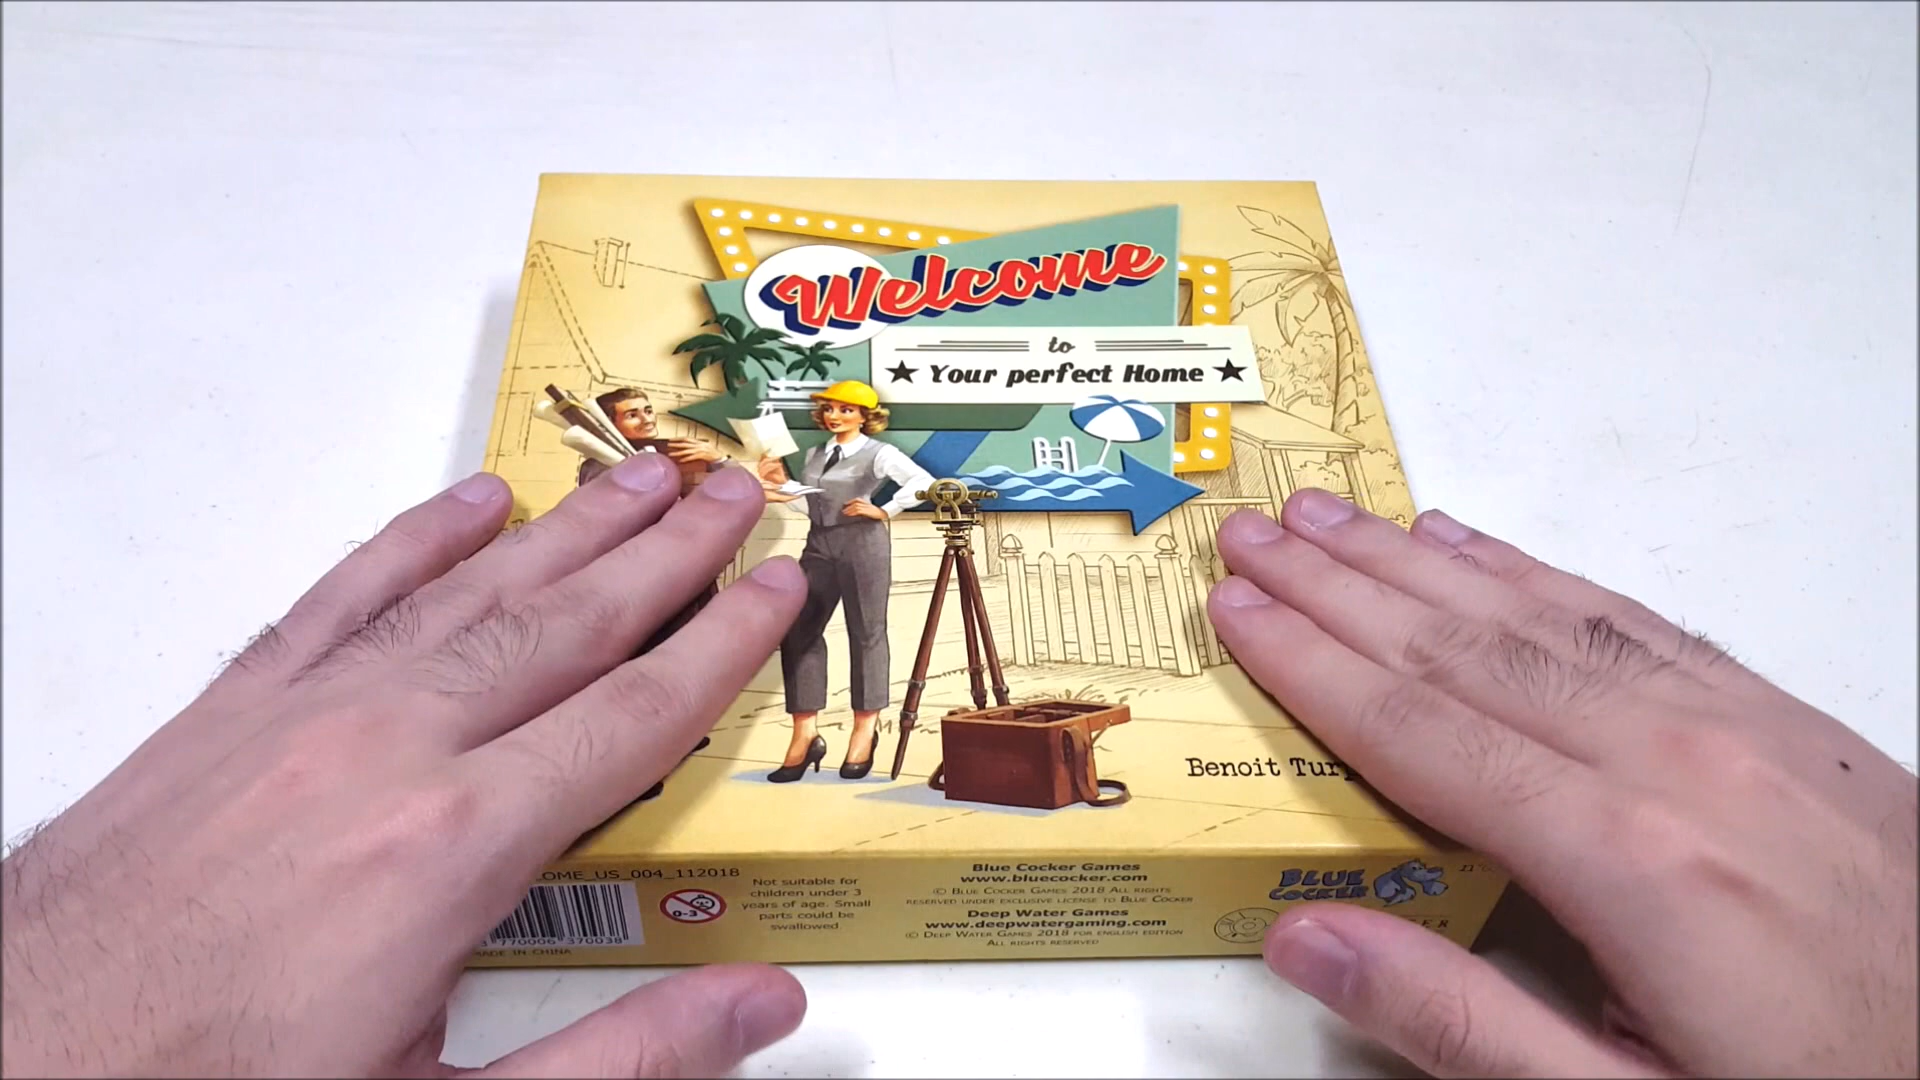 Welcome
to
Your perfect Home
Benoit
OME_US_004_112018
770006 370038
MADE IN CHINA
0-3
Not suitable for
children under 3
years of age. Small
parts could be
swallowed.
Blue Cocker Games
www.bluecocker.com
© BLUE COCKER GAMES 2018 ALL RIGHTS
RESERVED UNDER EXCLUSIVE LICENSE TO BLUE COCKER
Deep Water Games
www.deepwatergaming.com
© DEEP WATER GAMES 2018 FOR ENGLISH EDITION
ALL RIGHTS RESERVED
BLUE
COCKER